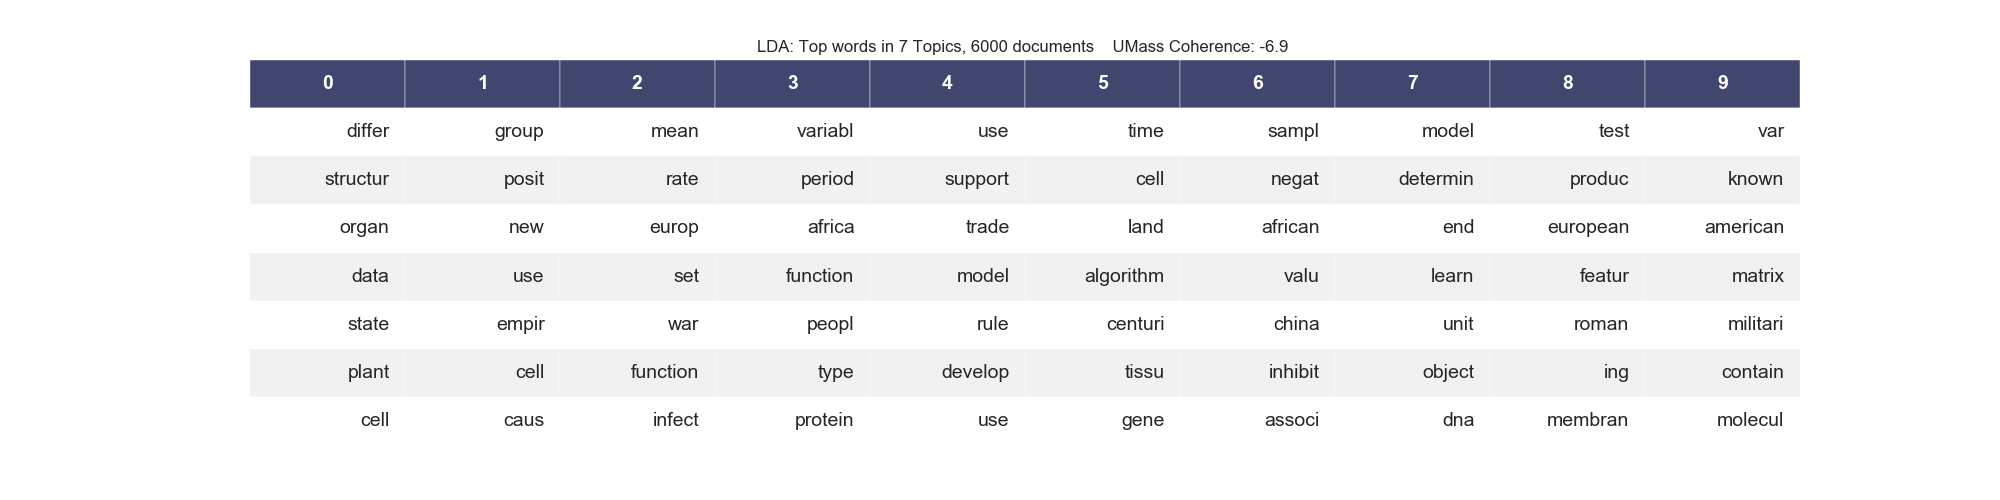 LDA: Top words in 7 Topics, 6000 documents    UMass Coherence: -6.9
0 1 2 3 4 5 6 7 8 9
differ group mean variabl use time sampl model test var
structur posit rate period support cell negat determin produc known
organ new europ africa trade land african end european american
data use set function model algorithm valu learn featur matrix
state empir war peopl rule centuri china unit roman militari
plant cell function type develop tissu inhibit object ing contain
cell caus infect protein use gene associ dna membran molecul